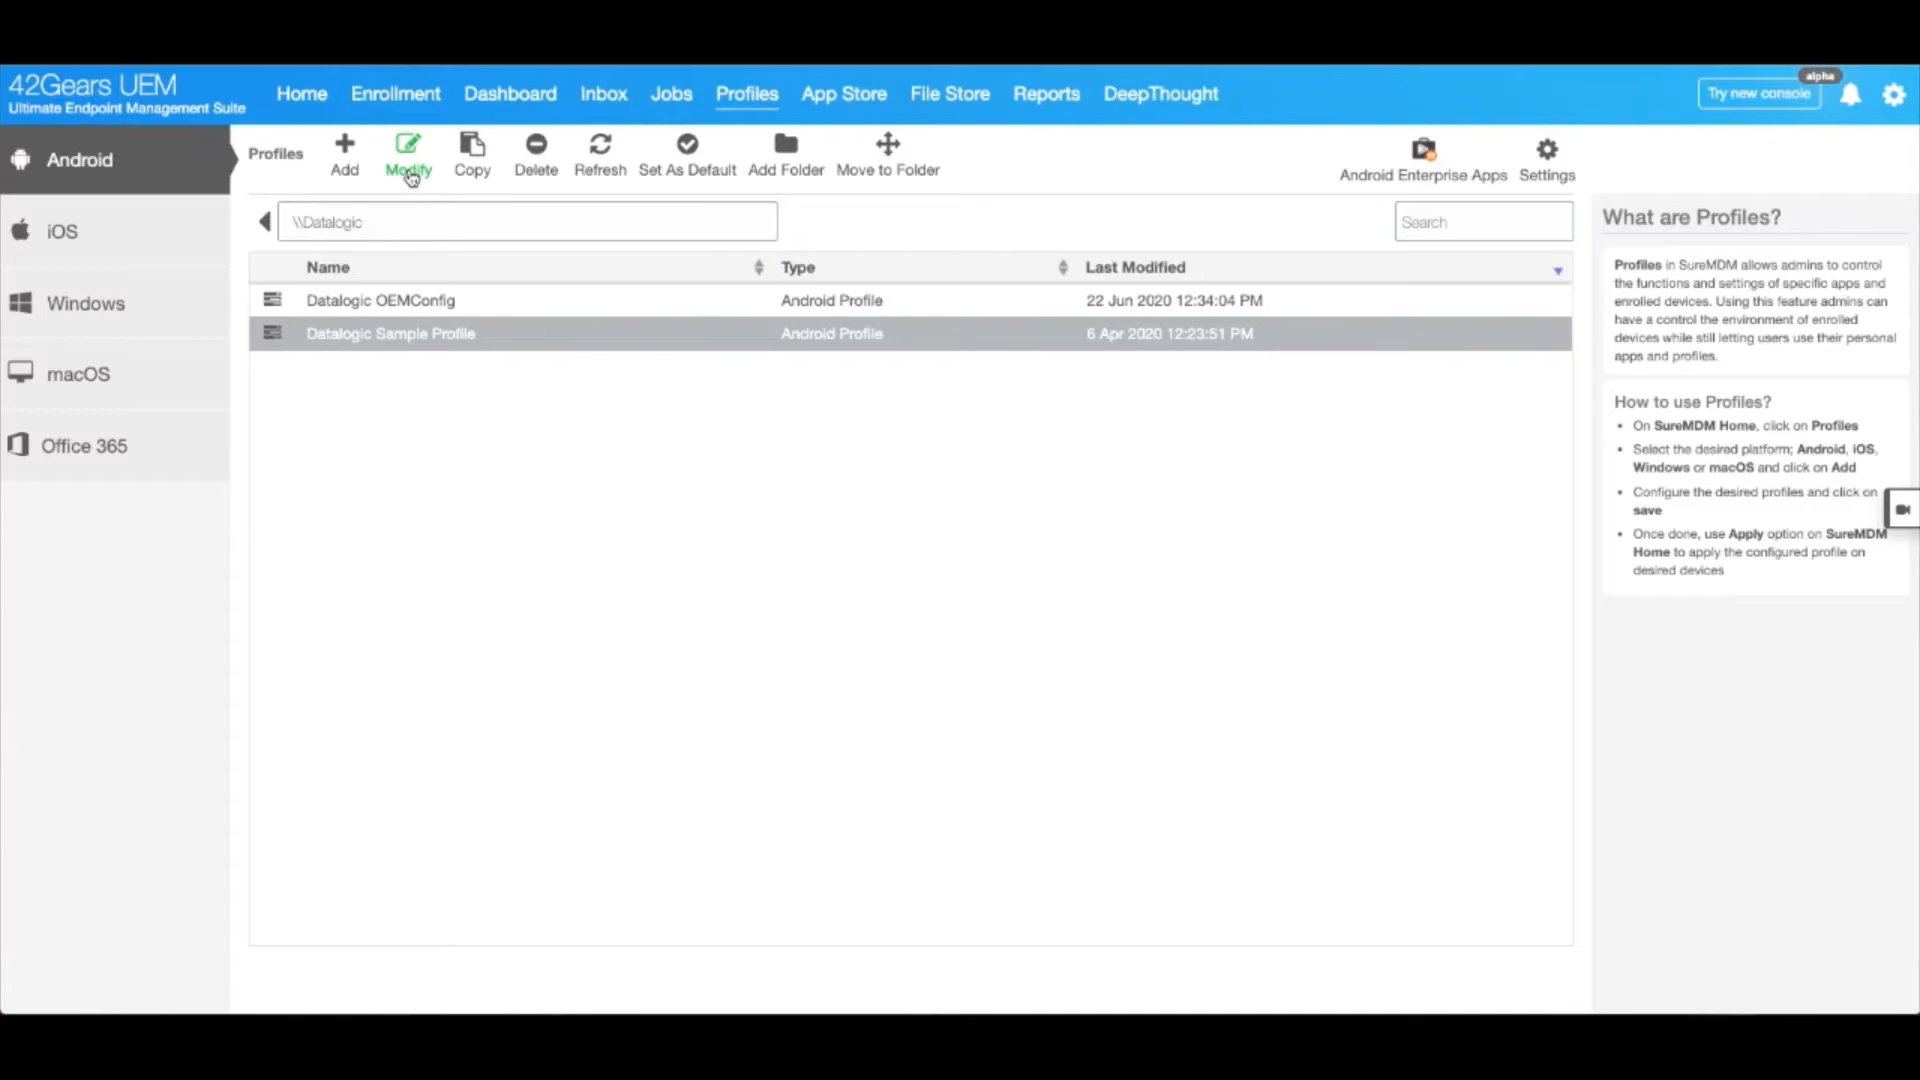 42Gears UEM
Ultimate Endpoint Management Suite
Home
Enrollment
Dashboard
Inbox
Jobs
Profiles
App Store
File Store
Reports
DeepThought
alpha
Try new console
Android
iOS
Windows
macOS
Office 365
Profiles
Add
Modify
Copy
Delete
Refresh
Set As Default
Add Folder
Move to Folder
Android Enterprise Apps
Settings
\\Datalogic
Search
Name
Type
Last Modified
Datalogic OEMConfig
Android Profile
22 Jun 2020 12:34:04 PM
Datalogic Sample Profile
Android Profile
6 Apr 2020 12:23:51 PM
What are Profiles?
Profiles in SureMDM allows admins to control
the functions and settings of specific apps and
enrolled devices. Using this feature admins can
have a control the environment of enrolled
devices while still letting users use their personal
apps and profiles.
How to use Profiles?
• On SureMDM Home, click on Profiles
• Select the desired platform; Android, iOS,
Windows or macOS and click on Add
• Configure the desired profiles and click on
save
• Once done, use Apply option on SureMDM
Home to apply the configured profile on
desired devices